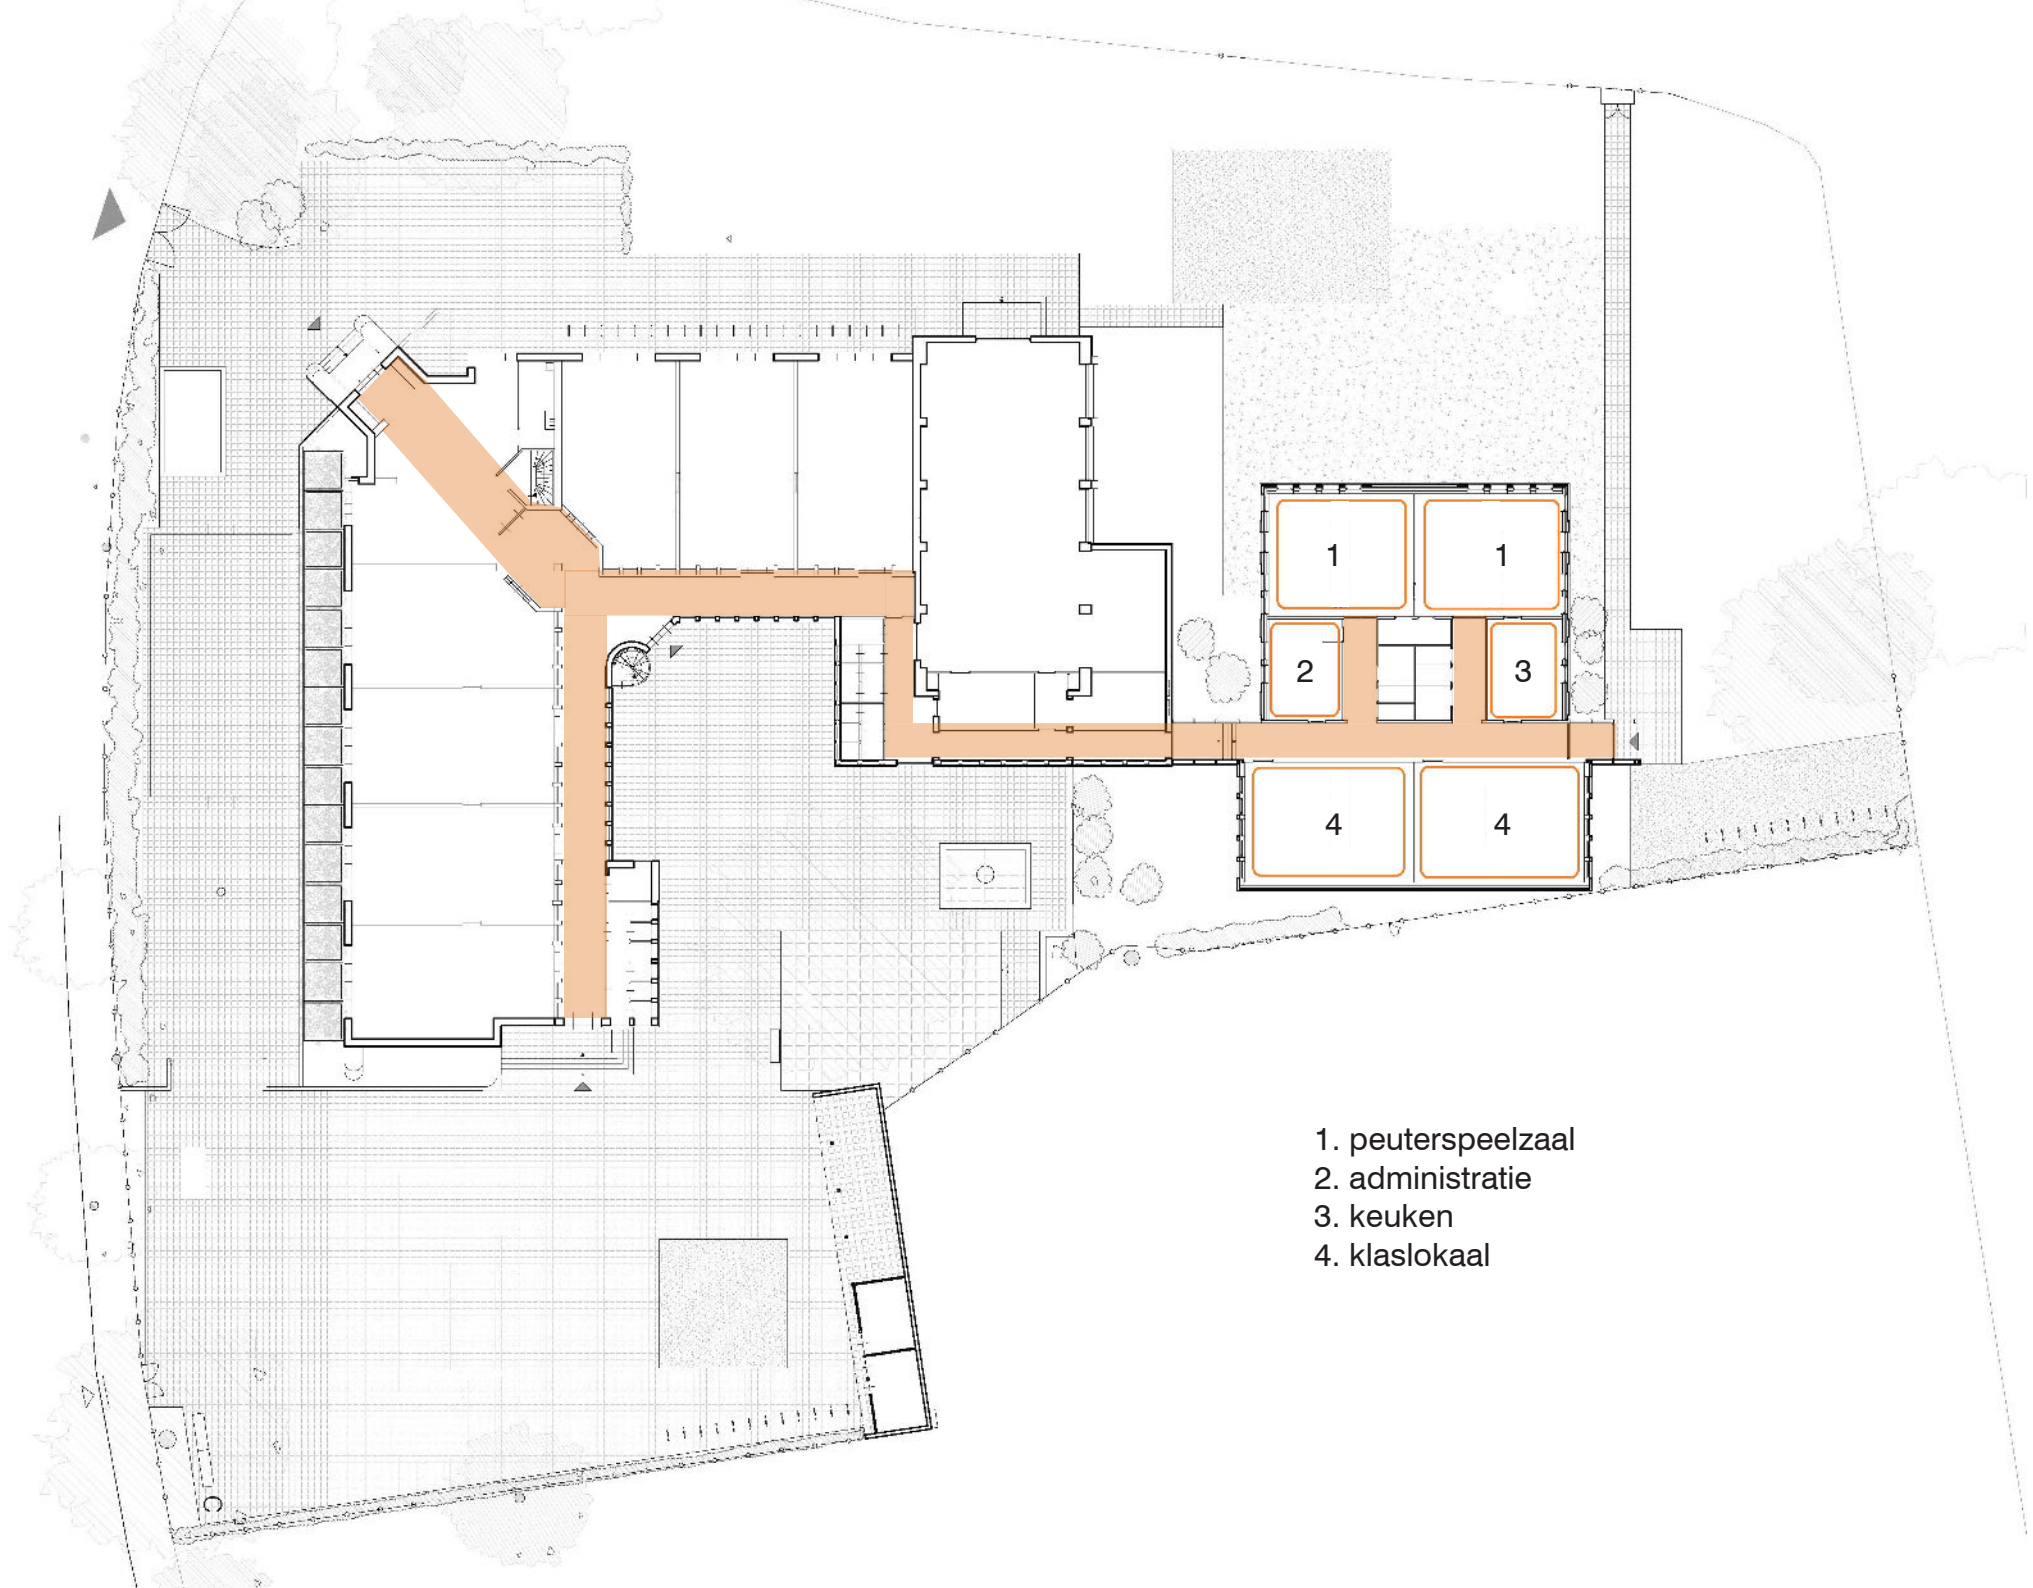 1
1
2
3
4
4
1. peuterspeelzaal
2. administratie
3. keuken
4. klaslokaal
C